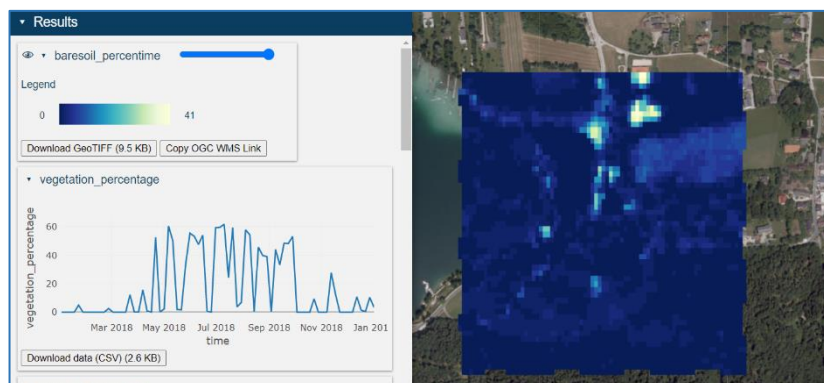 Results
baresoil_percentime
Legend
0 41
Download GeoTIFF (9.5 KB) Copy OGC WMS Link
vegetation_percentage
vegetation_percentage
60
40
20
0
Mar 2018 May 2018 Jul 2018 Sep 2018 Nov 2018 Jan 201
time
Download data (CSV) (2.6 KB)